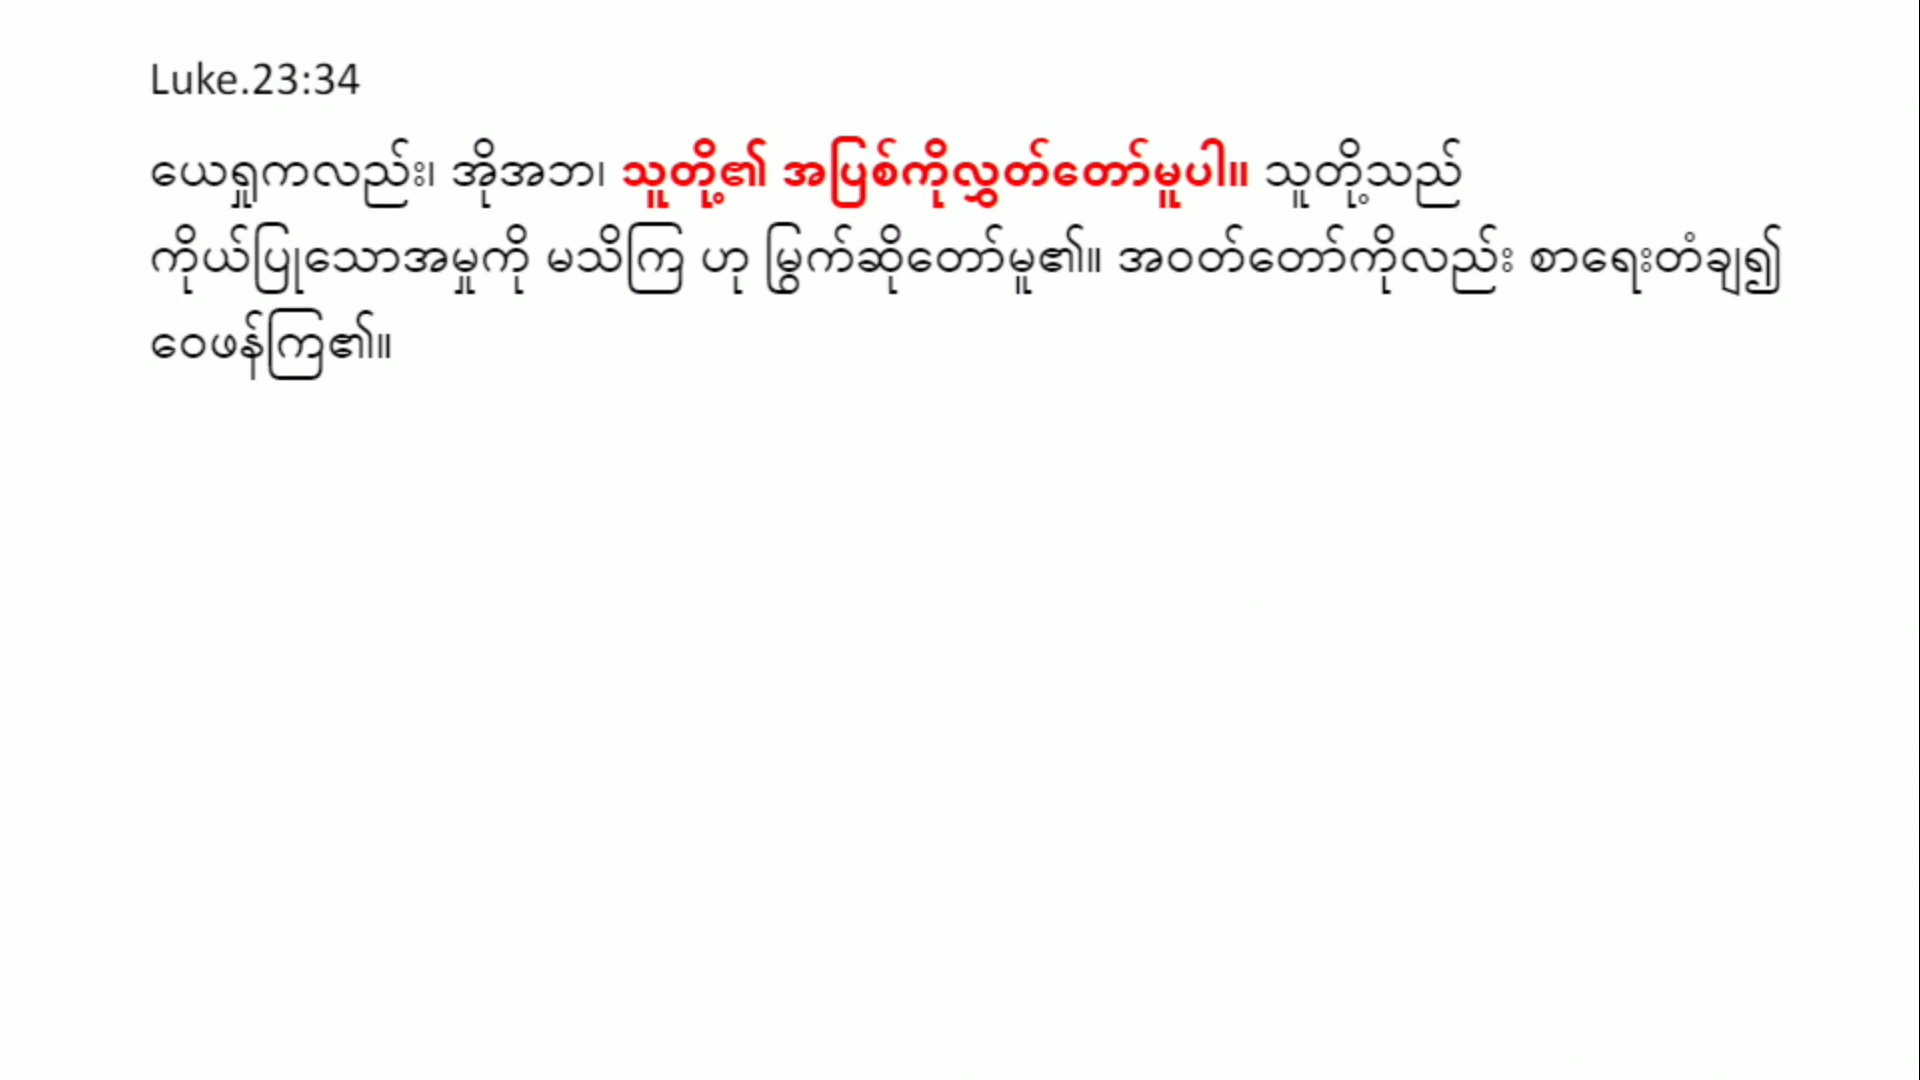 Luke.23:34
ယေရှုကလည်း၊ အိုအဘ၊ သူတို့၏ အပြစ်ကိုလွှတ်တော်မူပါ။ သူတို့သည်
ကိုယ်ပြုသောအမှုကို မသိကြ ဟု မြွက်ဆိုတော်မူ၏။ အဝတ်တော်ကိုလည်း စာရေးတံချ၍
ဝေဖန်ကြ၏။